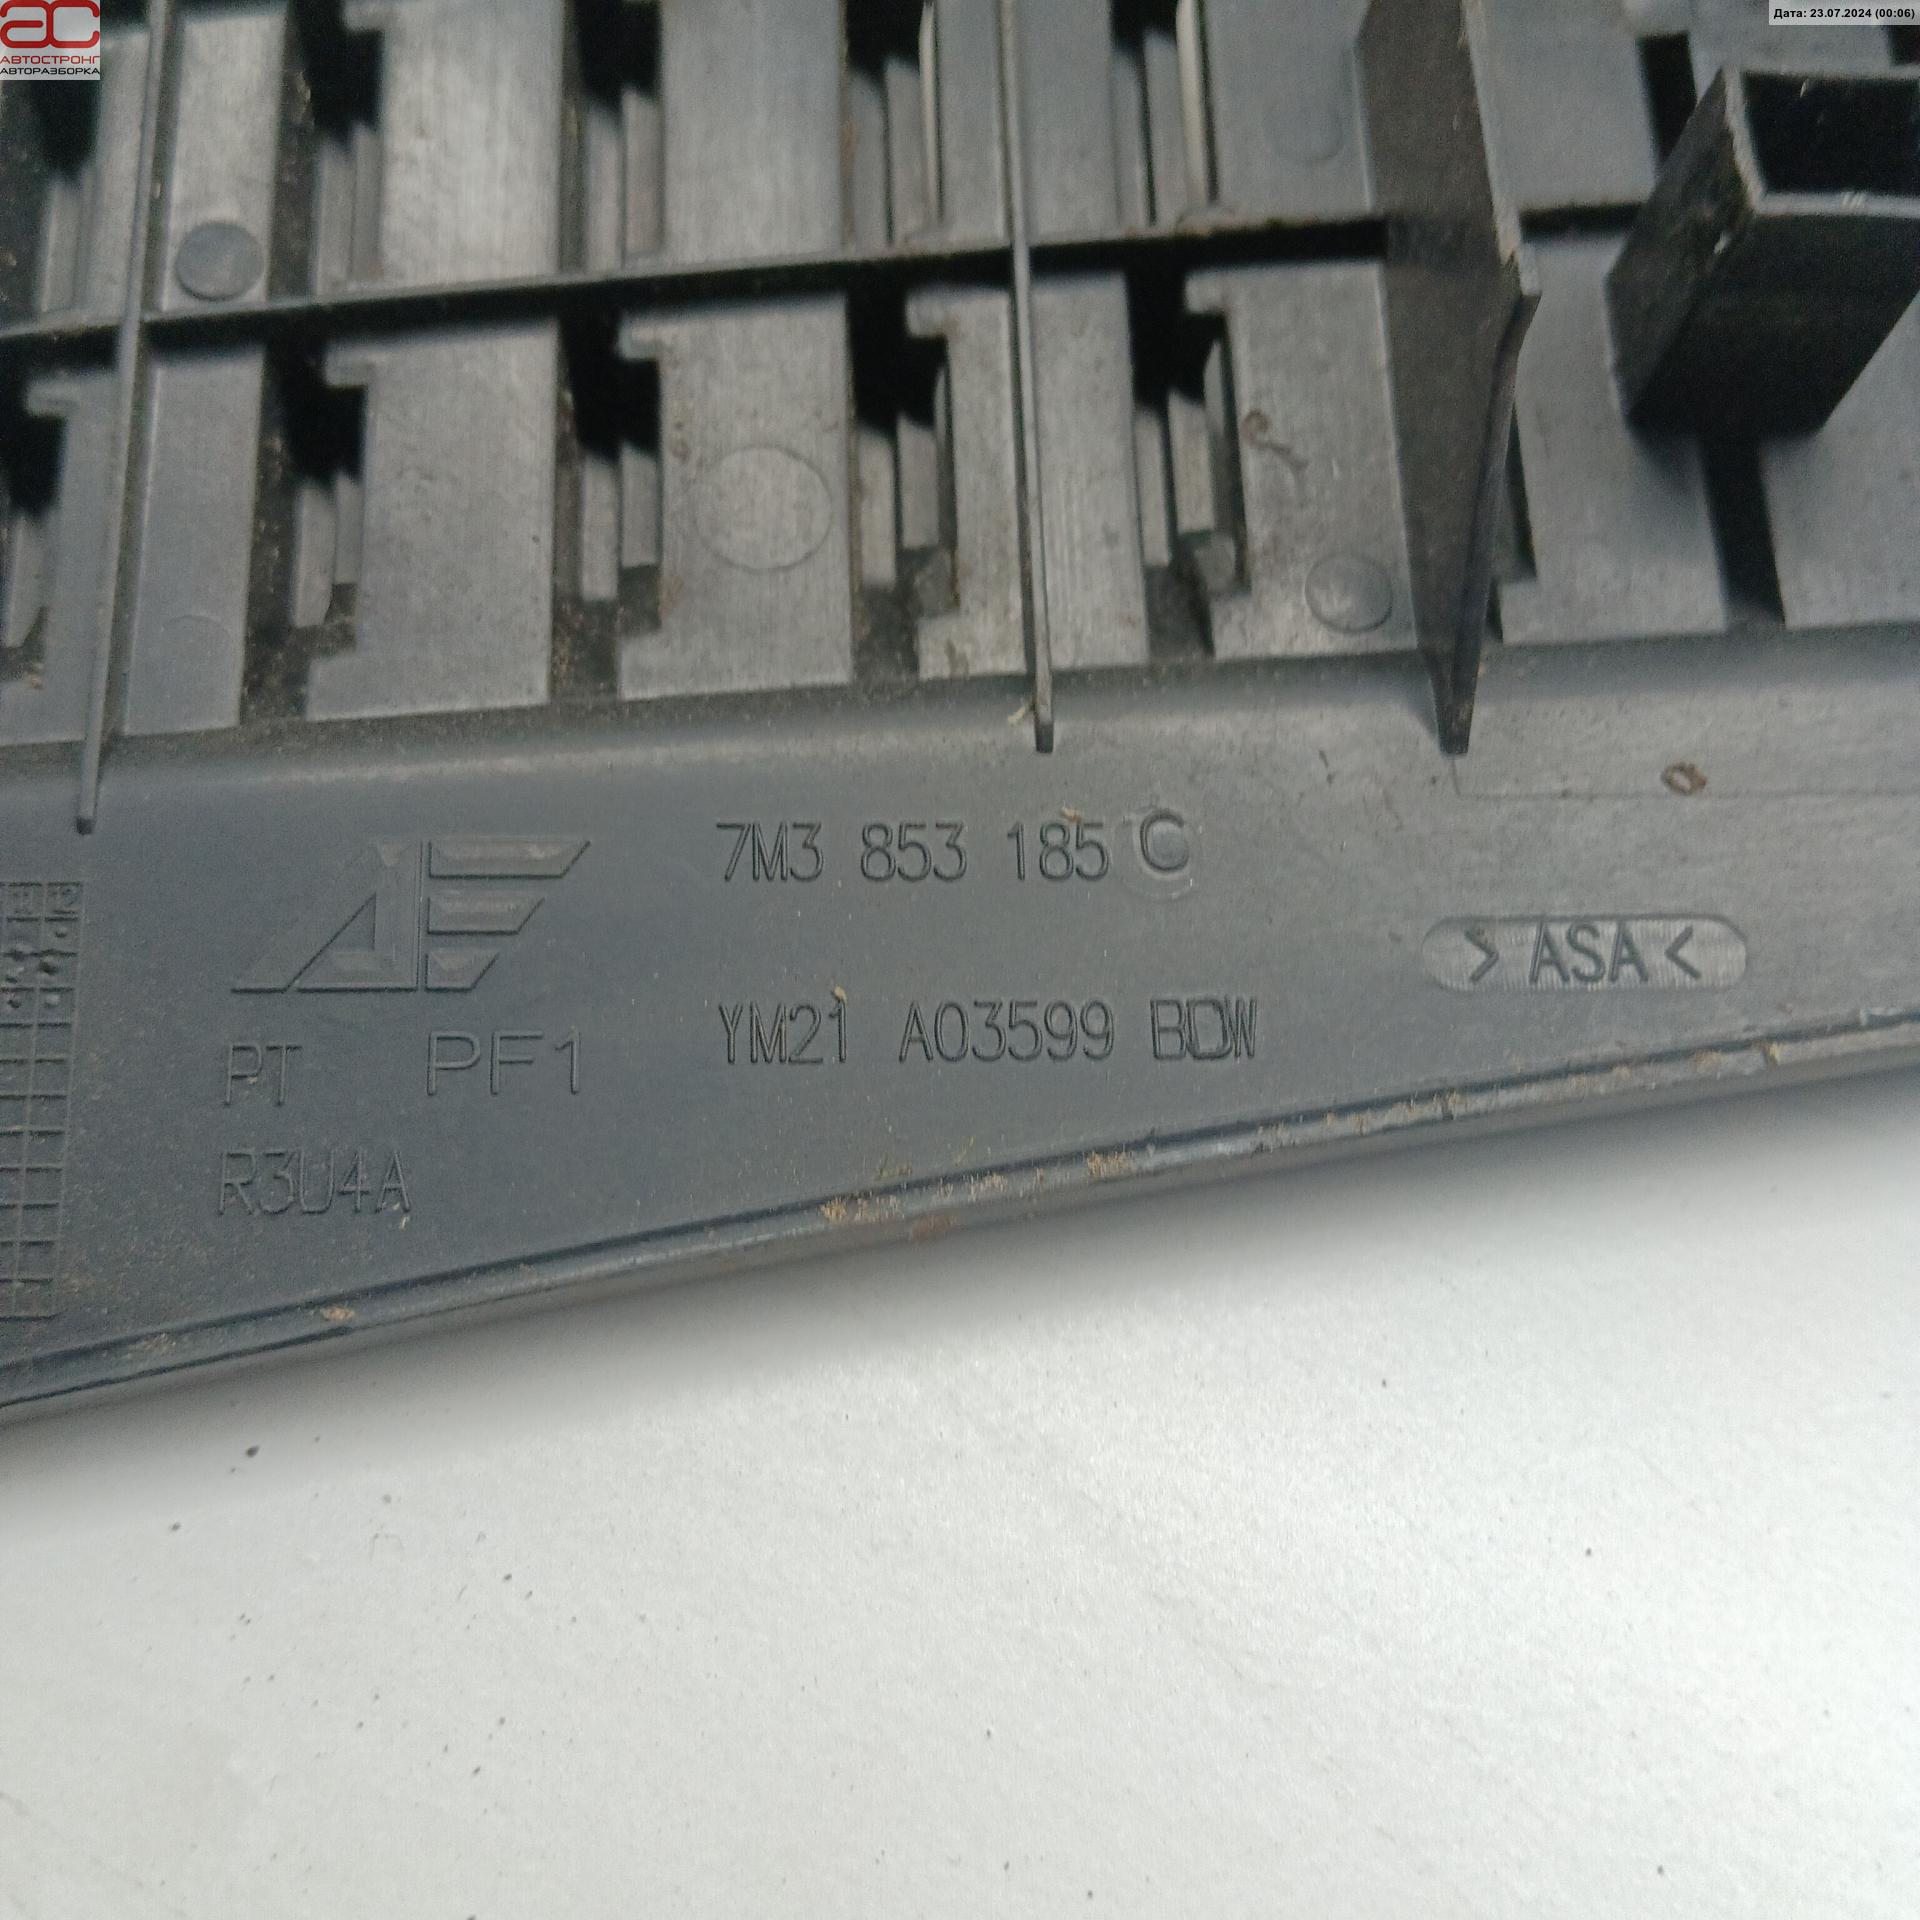 АС
АВТОСТРОНГ
АВТОРАЗБОРКА
Дата: 23.07.2024 (00:06)
7M3 853 185 C
> ASA <
YM21 A03599 BDW
PT PF1
R3U4A
12